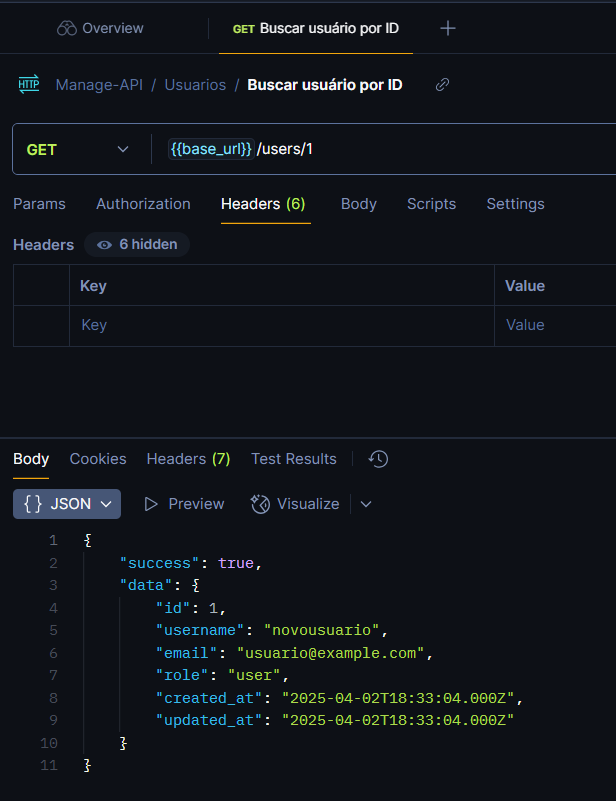 Overview GET Buscar usuário por ID +
HTTP Manage-API / Usuarios / Buscar usuário por ID
GET {{base_url}}/users/1
Params Authorization Headers (6) Body Scripts Settings
Headers 6 hidden
Key Value
Key Value
Body Cookies Headers (7) Test Results
{} JSON Preview Visualize
1 {
2 "success": true,
3 "data": {
4 "id": 1,
5 "username": "novousuario",
6 "email": "usuario@example.com",
7 "role": "user",
8 "created_at": "2025-04-02T18:33:04.000Z",
9 "updated_at": "2025-04-02T18:33:04.000Z"
10 }
11 }